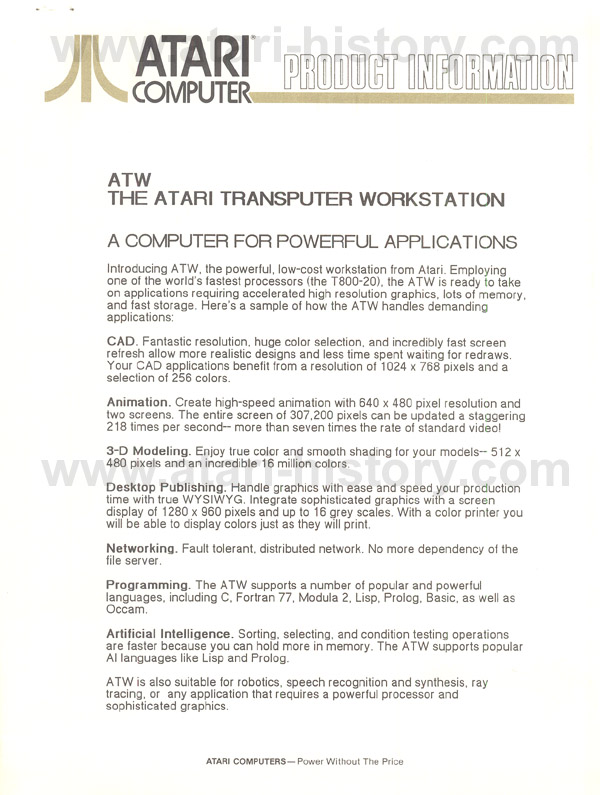 www.atari-history.com
ATARI
COMPUTER
PRODUCT INFORMATION
ATW
THE ATARI TRANSPUTER WORKSTATION
A COMPUTER FOR POWERFUL APPLICATIONS
Introducing ATW, the powerful, low-cost workstation from Atari. Employing
one of the world's fastest processors (the T800-20), the ATW is ready to take
on applications requiring accelerated high resolution graphics, lots of memory,
and fast storage. Here's a sample of how the ATW handles demanding
applications:
CAD. Fantastic resolution, huge color selection, and incredibly fast screen
refresh allow more realistic designs and less time spent waiting for redraws.
Your CAD applications benefit from a resolution of 1024 x 768 pixels and a
selection of 256 colors.
Animation. Create high-speed animation with 640 x 480 pixel resolution and
two screens. The entire screen of 307,200 pixels can be updated a staggering
218 times per second-- more than seven times the rate of standard video!
3-D Modeling. Enjoy true color and smooth shading for your models-- 512 x
480 pixels and an incredible 16 million colors.
www.atari-history.com
Desktop Publishing. Handle graphics with ease and speed your production
time with true WYSIWYG. Integrate sophisticated graphics with a screen
display of 1280 x 960 pixels and up to 16 grey scales. With a color printer you
will be able to display colors just as they will print.
Networking. Fault tolerant, distributed network. No more dependency of the
file server.
Programming. The ATW supports a number of popular and powerful
languages, including C, Fortran 77, Modula 2, Lisp, Prolog, Basic, as well as
Occam.
Artificial Intelligence. Sorting, selecting, and condition testing operations
are faster because you can hold more in memory. The ATW supports popular
AI languages like Lisp and Prolog.
ATW is also suitable for robotics, speech recognition and synthesis, ray
tracing, or any application that requires a powerful processor and
sophisticated graphics.
ATARI COMPUTERS—Power Without The Price